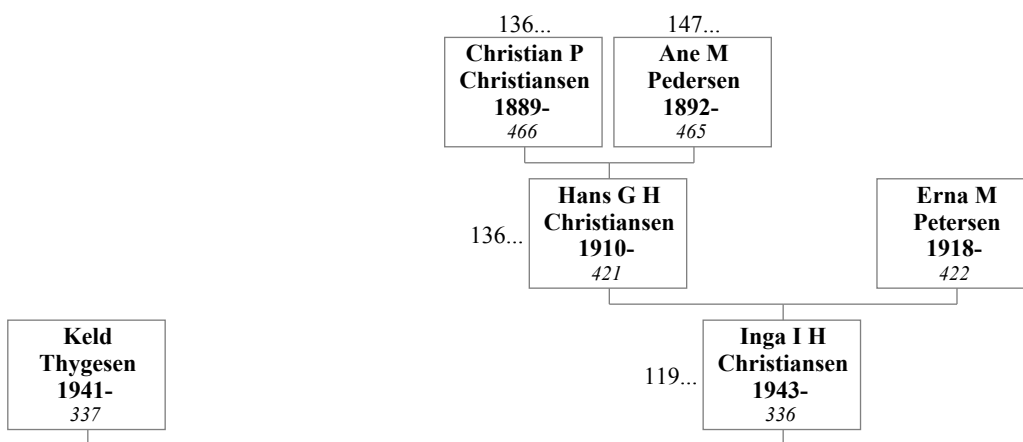 136...
147...
Christian P
Christiansen
1889-
466
Ane M
Pedersen
1892-
465
136...
Hans G H
Christiansen
1910-
421
Erna M
Petersen
1918-
422
Keld
Thygesen
1941-
337
119...
Inga I H
Christiansen
1943-
336